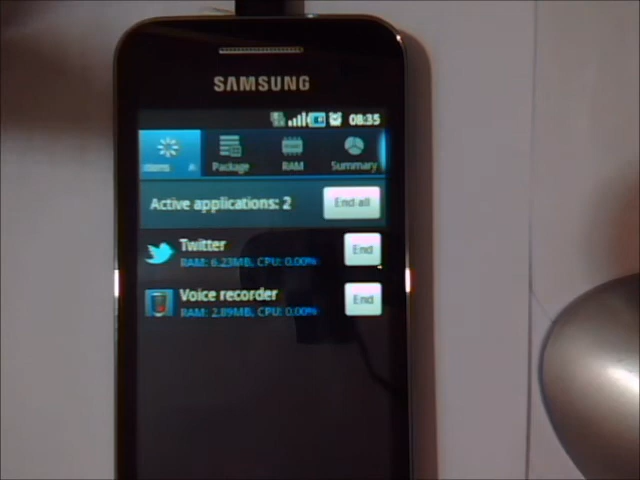 SAMSUNG
08:35
Package
RAM
Summary
Active applications: 2
End all
Twitter
RAM: 6.23MB, CPU: 0.00%
End
Voice recorder
RAM: 2.89MB, CPU: 0.00%
End